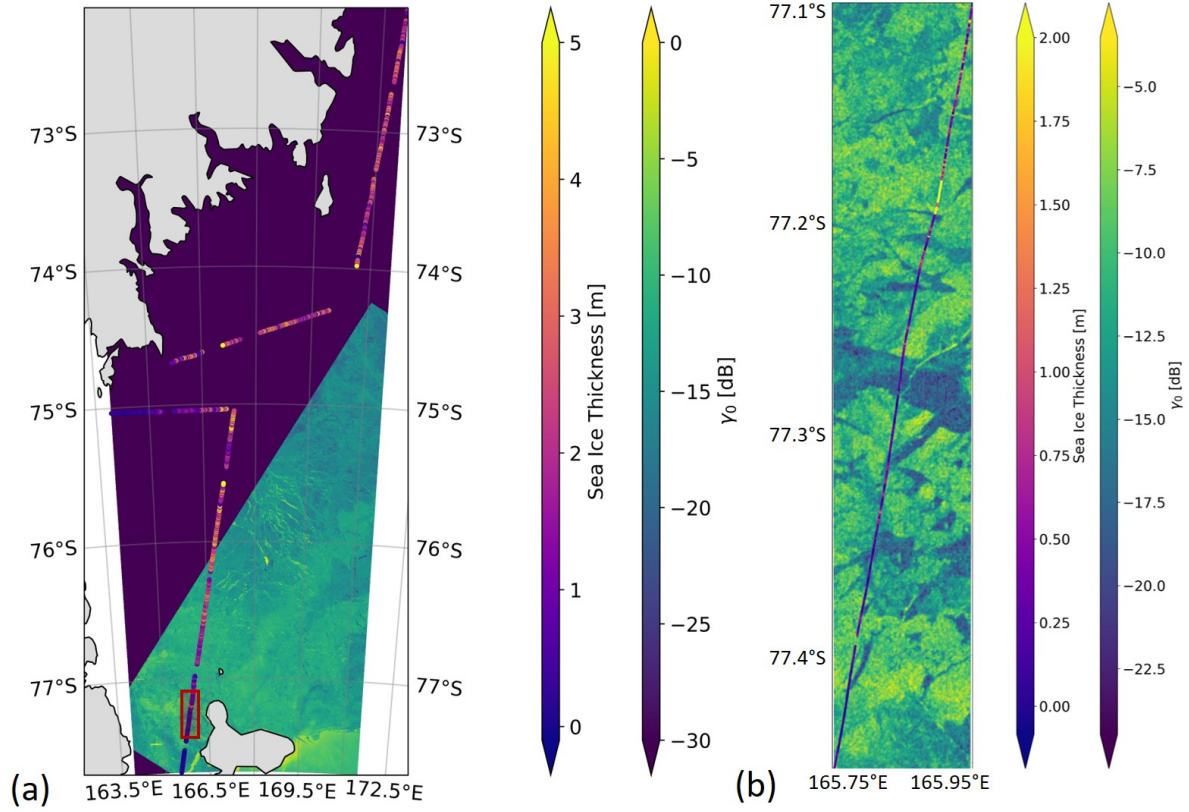 73°S
74°S
75°S
76°S
77°S
73°S
74°S
75°S
76°S
77°S
163.5°E 166.5°E 169.5°E 172.5°E
(a)
5
4
3
2
1
0
Sea Ice Thickness [m]
0
−5
−10
−15
−20
−25
−30
γ₀ [dB]
77.1°S
77.2°S
77.3°S
77.4°S
165.75°E 165.95°E
(b)
2.00
1.75
1.50
1.25
1.00
0.75
0.50
0.25
0.00
Sea Ice Thickness [m]
−5.0
−7.5
−10.0
−12.5
−15.0
−17.5
−20.0
−22.5
γ₀ [dB]